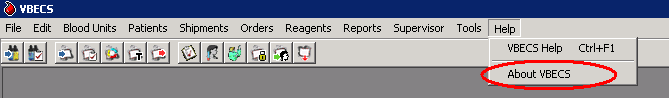 VBECS
File Edit Blood Units Patients Shipments Orders Reagents Reports Supervisor Tools Help
VBECS Help Ctrl+F1
About VBECS